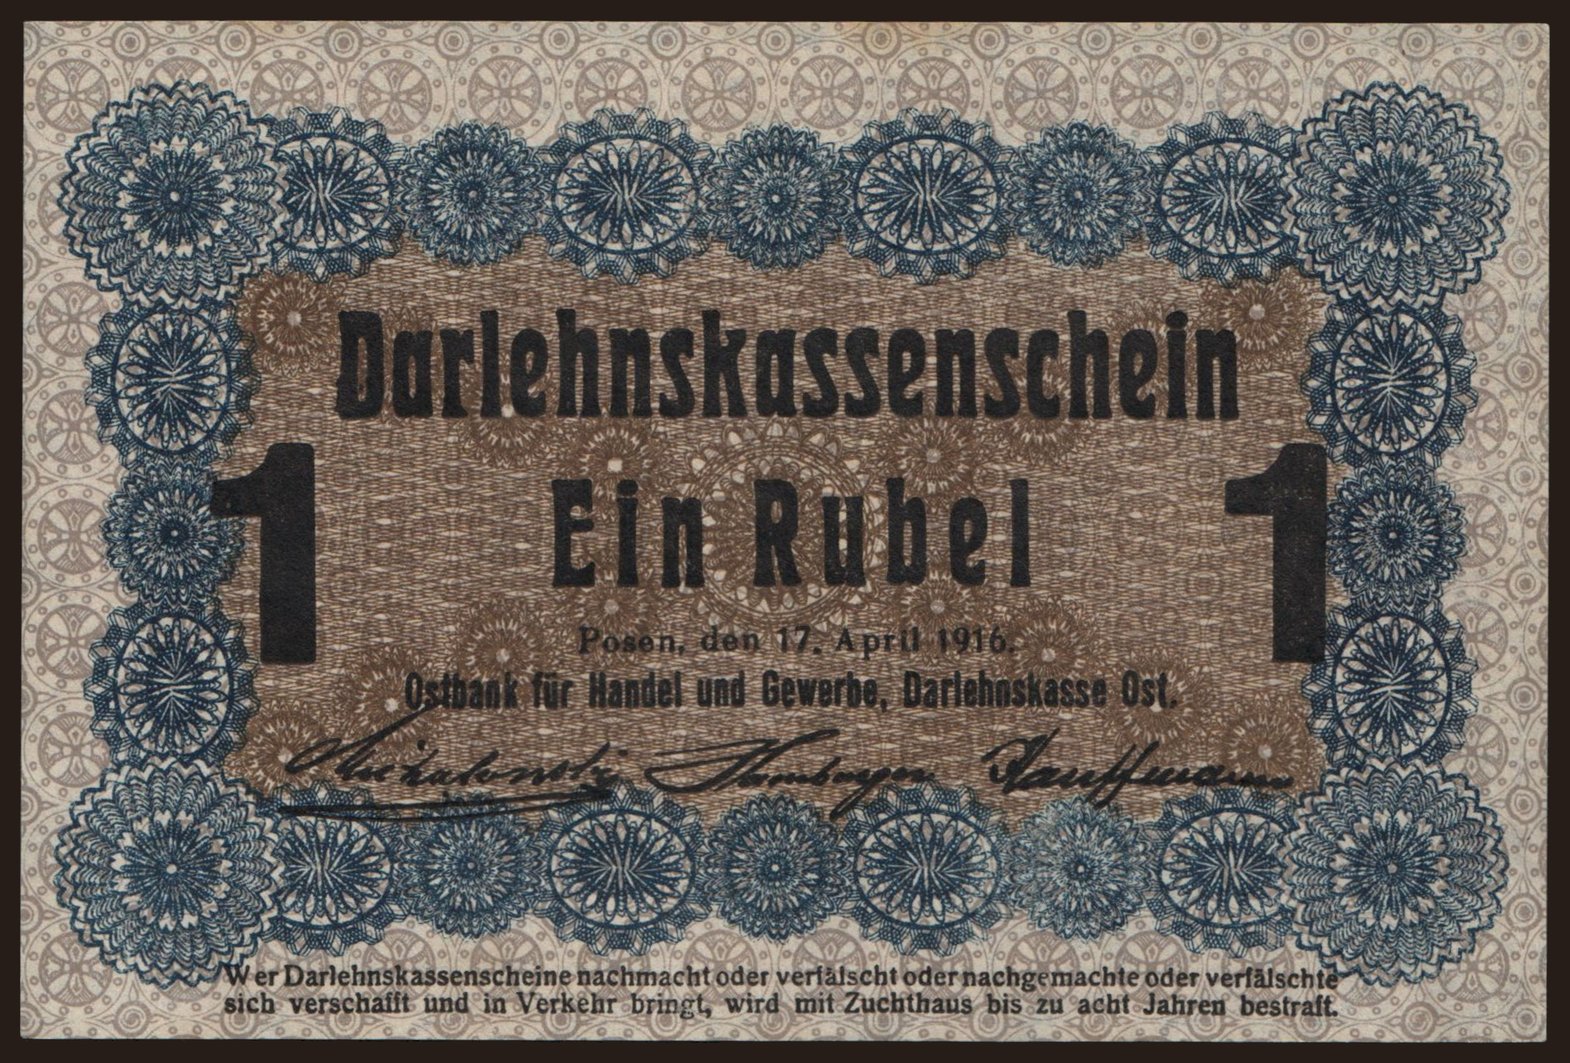 Darlehnskassenschein
1 Ein Rubel 1
Posen, den 17. April 1916.
Ostbank für Handel und Gewerbe, Darlehnskasse Ost.
Hamburger Kauffmann
Wer Darlehnskassenscheine nachmacht oder verfälscht oder nachgemachte oder verfälschte
sich verschafft und in Verkehr bringt, wird mit Zuchthaus bis zu acht Jahren bestraft.